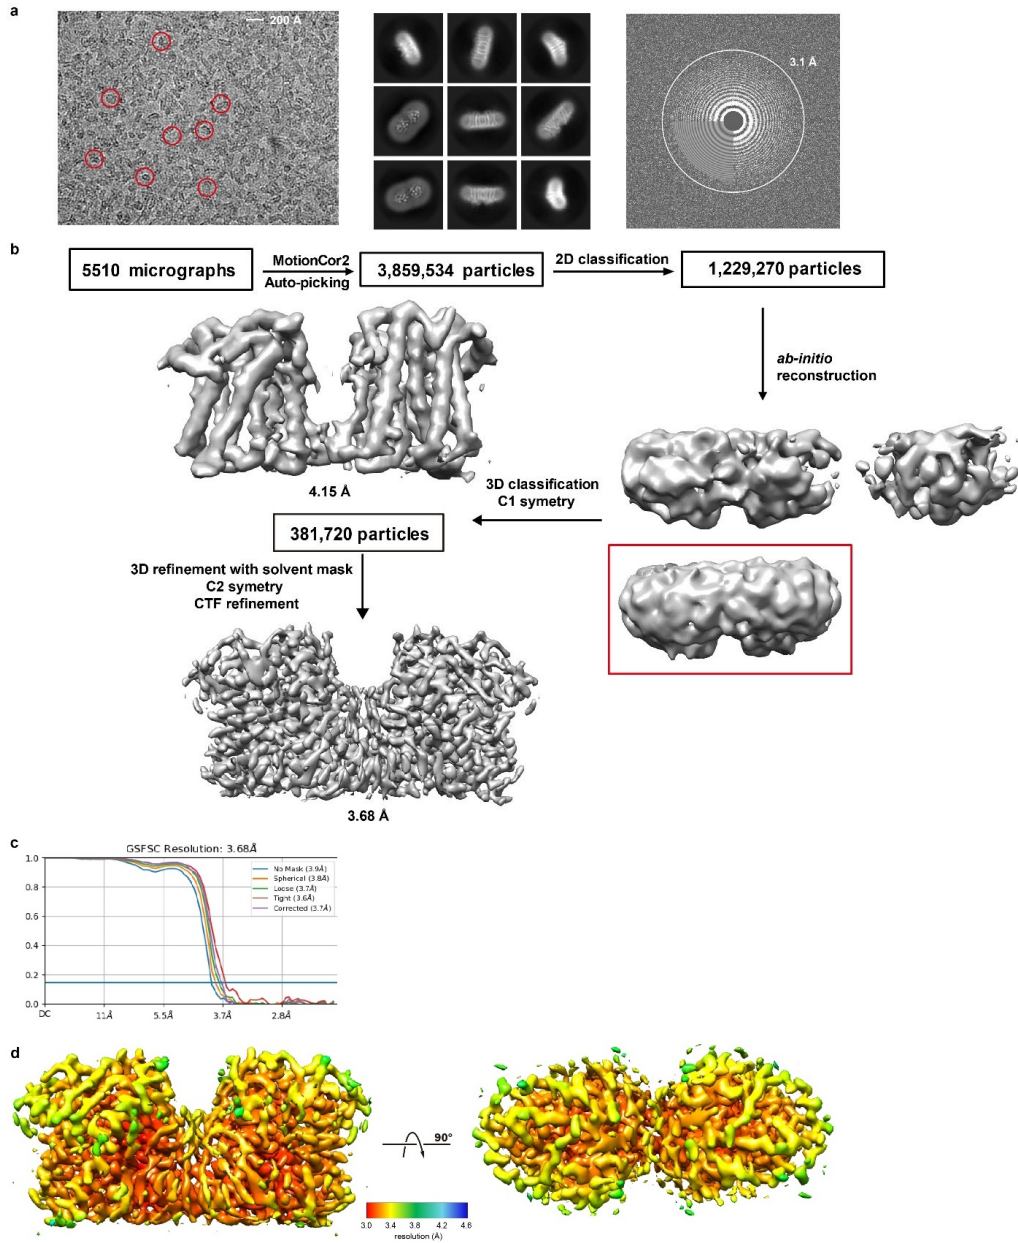 a
200 Å
3.1 Å
b
5510 micrographs
MotionCor2
Auto-picking
3,859,534 particles
2D classification
1,229,270 particles
ab-initio
reconstruction
4.15 Å
3D classification
C1 symetry
381,720 particles
3D refinement with solvent mask
C2 symetry
CTF refinement
3.68 Å
c
GSFSC Resolution: 3.68Å
1.0
0.8
0.6
0.4
0.2
0.0
No Mask (3.9Å)
Spherical (3.8Å)
Loose (3.7Å)
Tight (3.6Å)
Corrected (3.7Å)
DC
11Å
5.5Å
3.7Å
2.8Å
d
90°
3.0 3.4 3.8 4.2 4.6
resolution (Å)